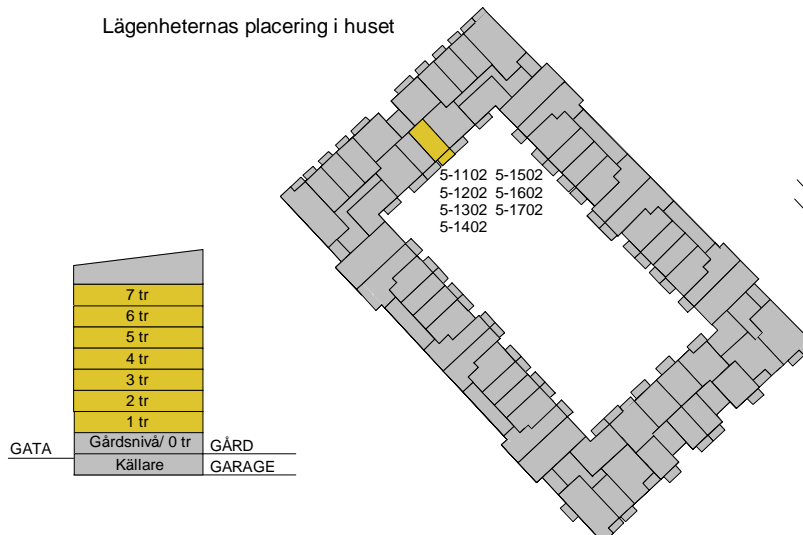 Lägenheternas placering i huset
5-1102 5-1502
5-1202 5-1602
5-1302 5-1702
5-1402
7 tr
6 tr
5 tr
4 tr
3 tr
2 tr
1 tr
Gårdsnivå/ 0 tr
GATA
GÅRD
Källare
GARAGE